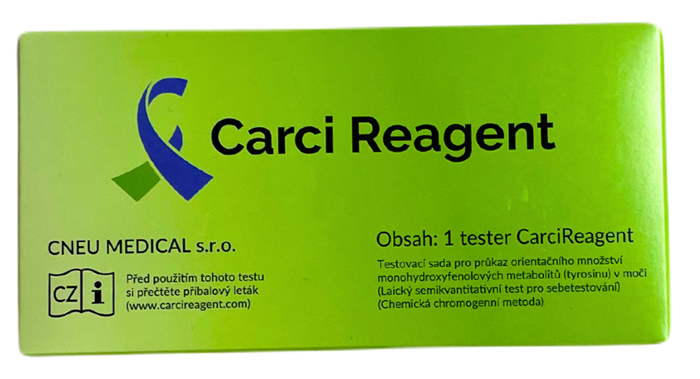 Carci Reagent
CNEU MEDICAL s.r.o.
CZ i
Před použitím tohoto testu
si přečtěte příbalový leták
(www.carcireagent.com)
Obsah: 1 tester CarciReagent
Testovací sada pro průkaz orientačního množství
monohydroxyfenolových metabolitů (tyrosinu) v moči
(Laický semikvantitativní test pro sebetestování)
(Chemická chromogenní metoda)